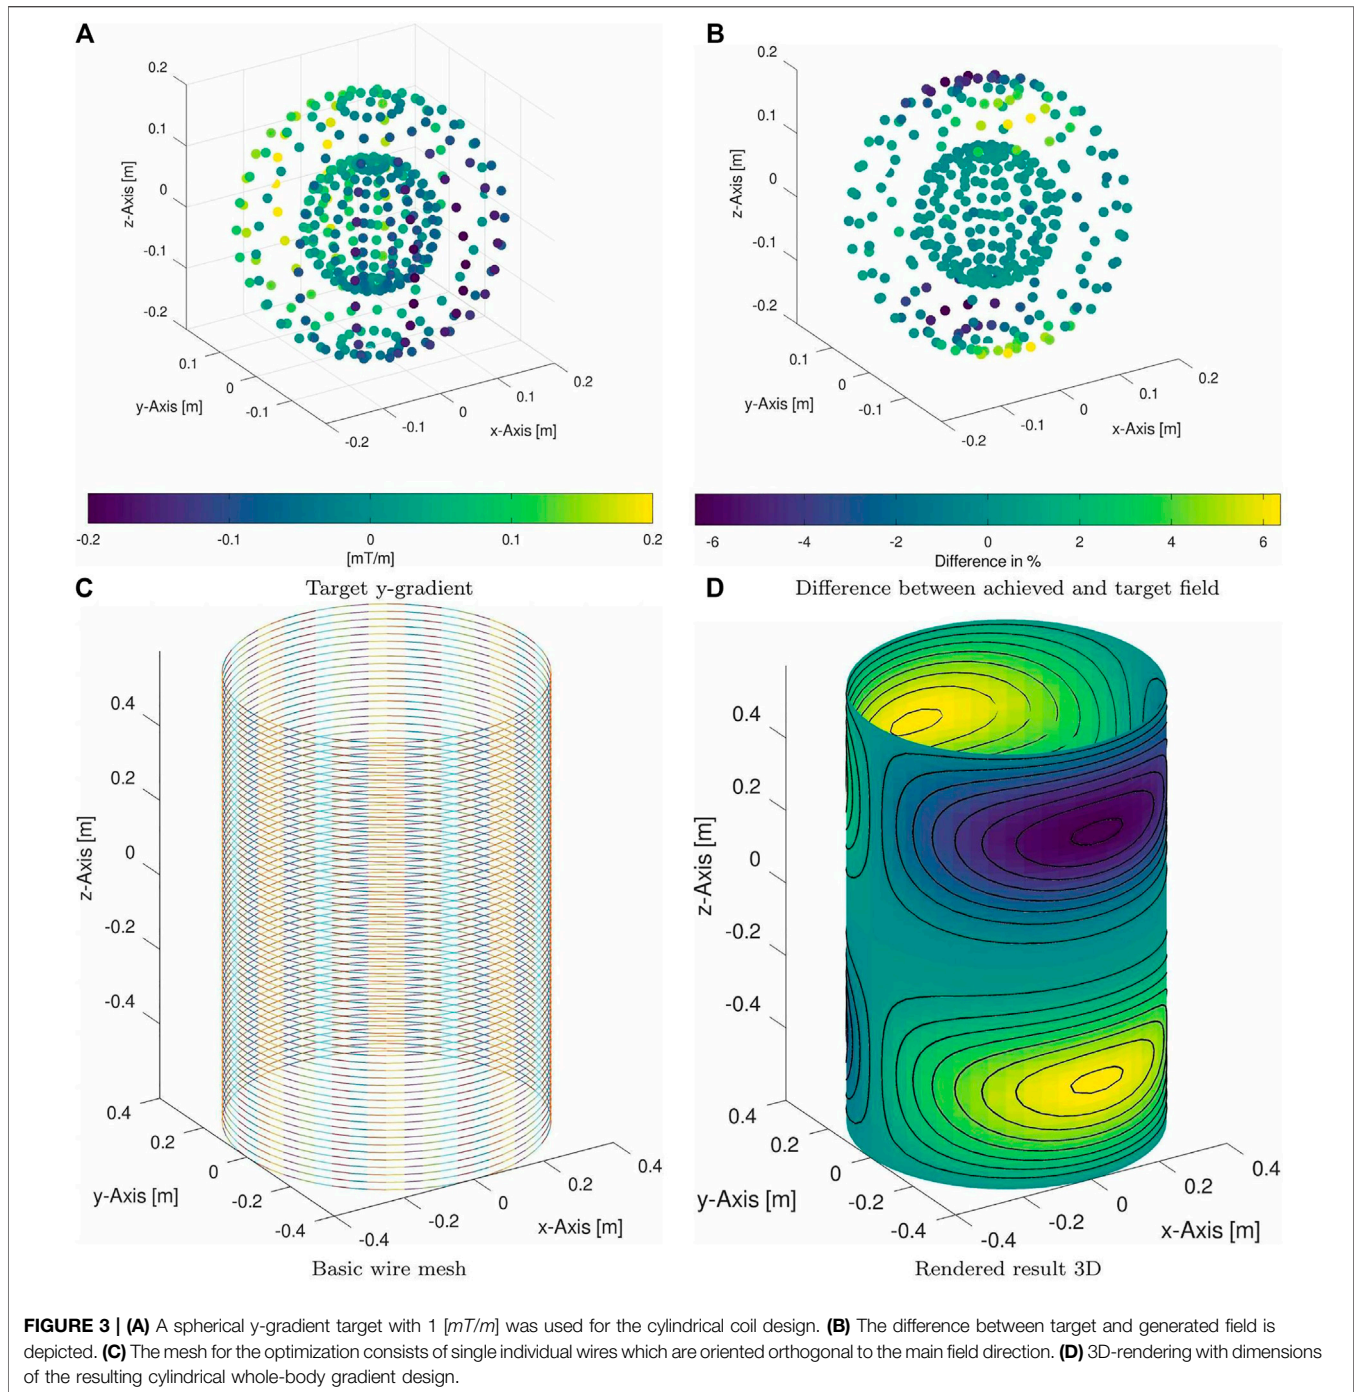 A
0.2
0.1
0
-0.1
-0.2
z-Axis [m]
0.1
0
-0.1
y-Axis [m]
-0.2
-0.1
0
0.1
0.2
x-Axis [m]
-0.2 -0.1 0 0.1 0.2
[mT/m]
Target y-gradient
B
0.2
0.1
0
-0.1
-0.2
z-Axis [m]
0.1
0
-0.1
y-Axis [m]
-0.2
-0.1
0
0.1
0.2
x-Axis [m]
-6 -4 -2 0 2 4 6
Difference in %
Difference between achieved and target field
C
0.4
0.2
0
-0.2
-0.4
z-Axis [m]
0.4
0.2
0
-0.2
-0.4
y-Axis [m]
-0.4
-0.2
0
0.2
0.4
x-Axis [m]
Basic wire mesh
D
0.4
0.2
0
-0.2
-0.4
z-Axis [m]
0.4
0.2
0
-0.2
-0.4
y-Axis [m]
-0.4
-0.2
0
0.2
0.4
x-Axis [m]
Rendered result 3D
FIGURE 3 | (A) A spherical y-gradient target with 1 [mT/m] was used for the cylindrical coil design. (B) The difference between target and generated field is
depicted. (C) The mesh for the optimization consists of single individual wires which are oriented orthogonal to the main field direction. (D) 3D-rendering with dimensions
of the resulting cylindrical whole-body gradient design.